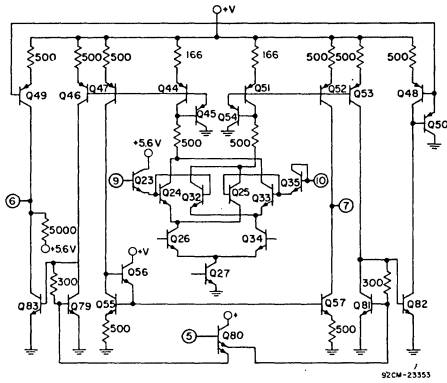 +V
500 500 500 166 166 500 500 500
Q49 Q46 Q47 Q44 Q51 Q52 Q53 Q48
Q45 Q54 Q50
500 500
+5.6V
9 Q23 Q35 10
Q24 Q32 Q25 Q33
6 7
5000
+5.6V
Q26 Q34
+V
Q56 Q27
300 300
Q83 Q79 Q55 Q57 Q81 Q82
+
500 5 Q80 500
92CM-23353